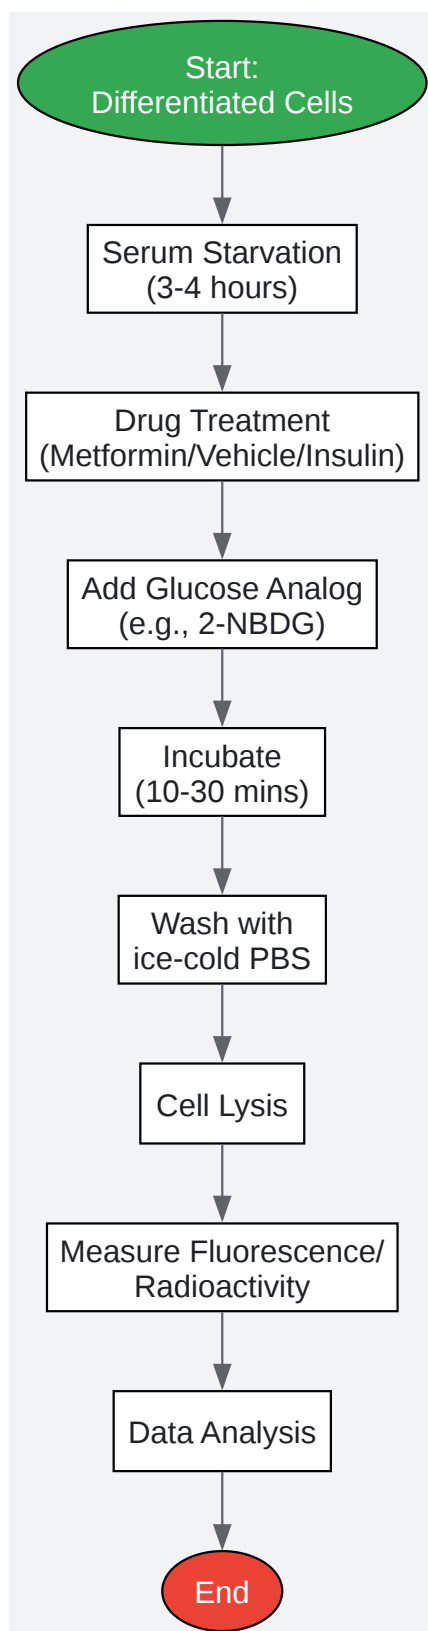 Start:
Differentiated Cells
Serum Starvation
(3-4 hours)
Drug Treatment
(Metformin/Vehicle/Insulin)
Add Glucose Analog
(e.g., 2-NBDG)
Incubate
(10-30 mins)
Wash with
ice-cold PBS
Cell Lysis
Measure Fluorescence/
Radioactivity
Data Analysis
End